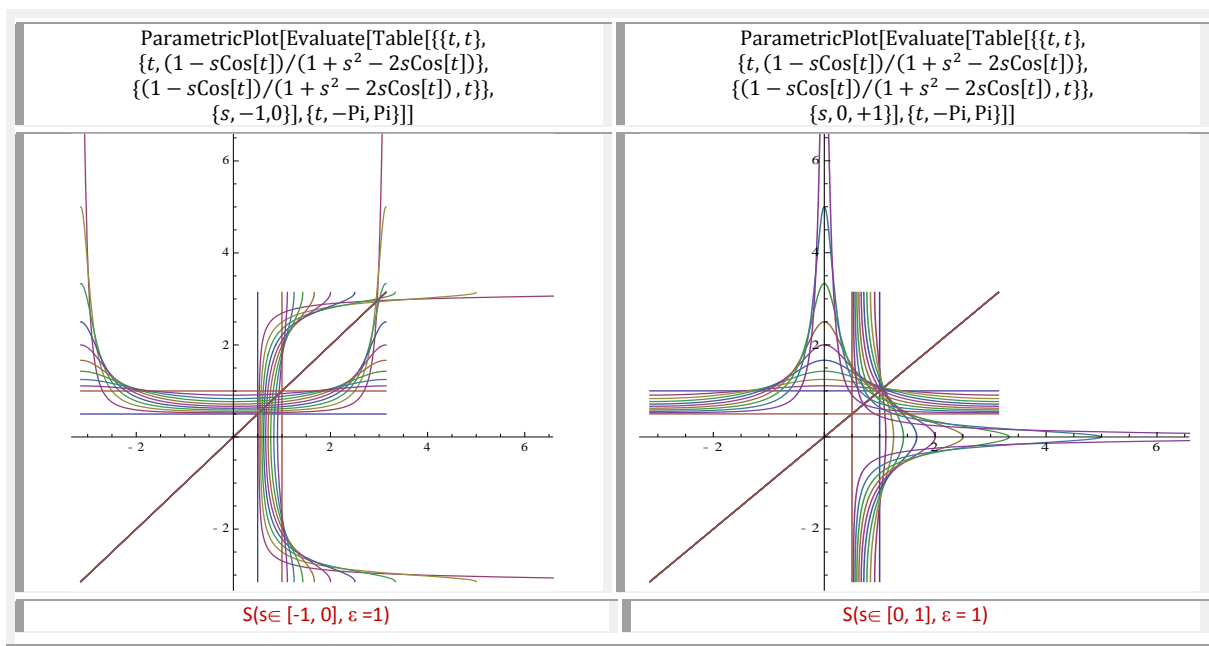 ParametricPlot[Evaluate[Table[{{t, t},
{t, (1 − sCos[t])/(1 + s² − 2sCos[t])},
{(1 − sCos[t])/(1 + s² − 2sCos[t]) , t}},
{s, −1,0}], {t, −Pi, Pi}]]
6
4
2
- 2
2
4
6
- 2
S(s∈ [-1, 0], ε =1)
ParametricPlot[Evaluate[Table[{{t, t},
{t, (1 − sCos[t])/(1 + s² − 2sCos[t])},
{(1 − sCos[t])/(1 + s² − 2sCos[t]) , t}},
{s, 0, +1}], {t, −Pi, Pi}]]
6
4
2
- 2
2
4
6
- 2
S(s∈ [0, 1], ε = 1)